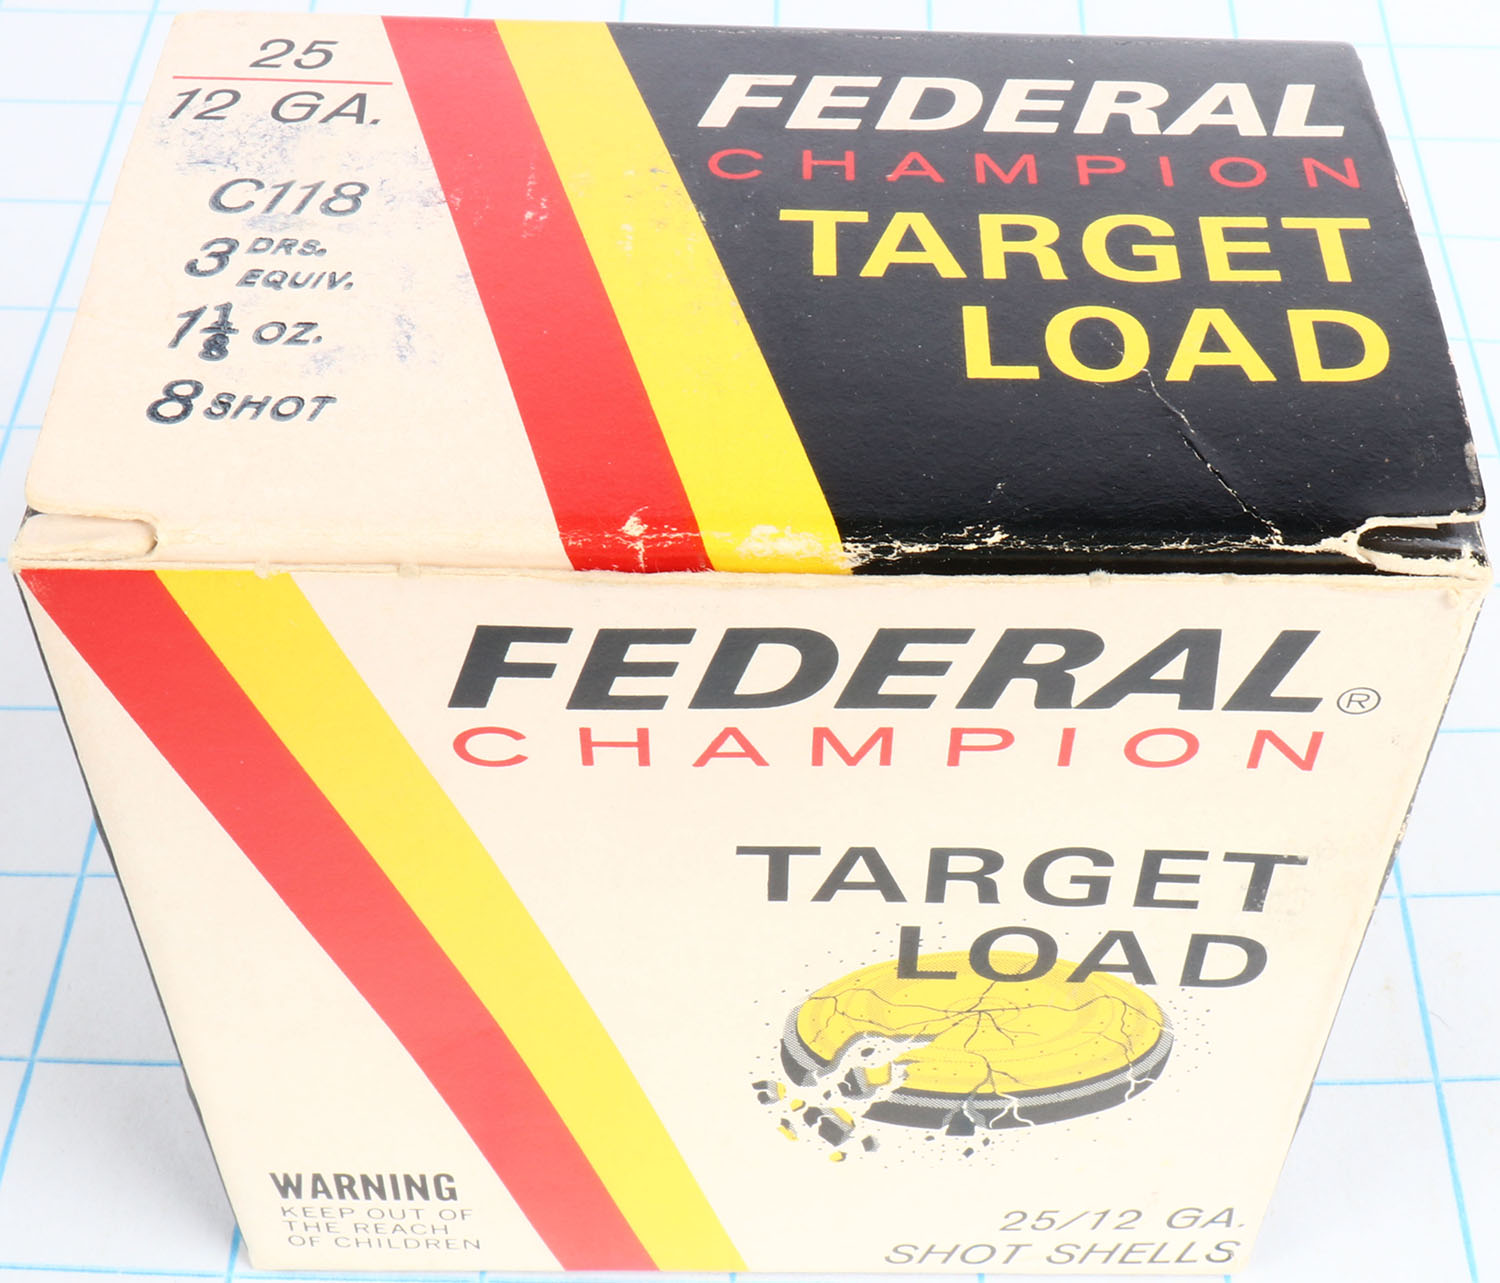 25
12 GA.
C118
3 DRS. EQUIV.
1 1/8 OZ.
8 SHOT
FEDERAL
CHAMPION
TARGET
LOAD
FEDERAL®
CHAMPION
TARGET
LOAD
WARNING
KEEP OUT OF
THE REACH
OF CHILDREN
25/12 GA.
SHOT SHELLS